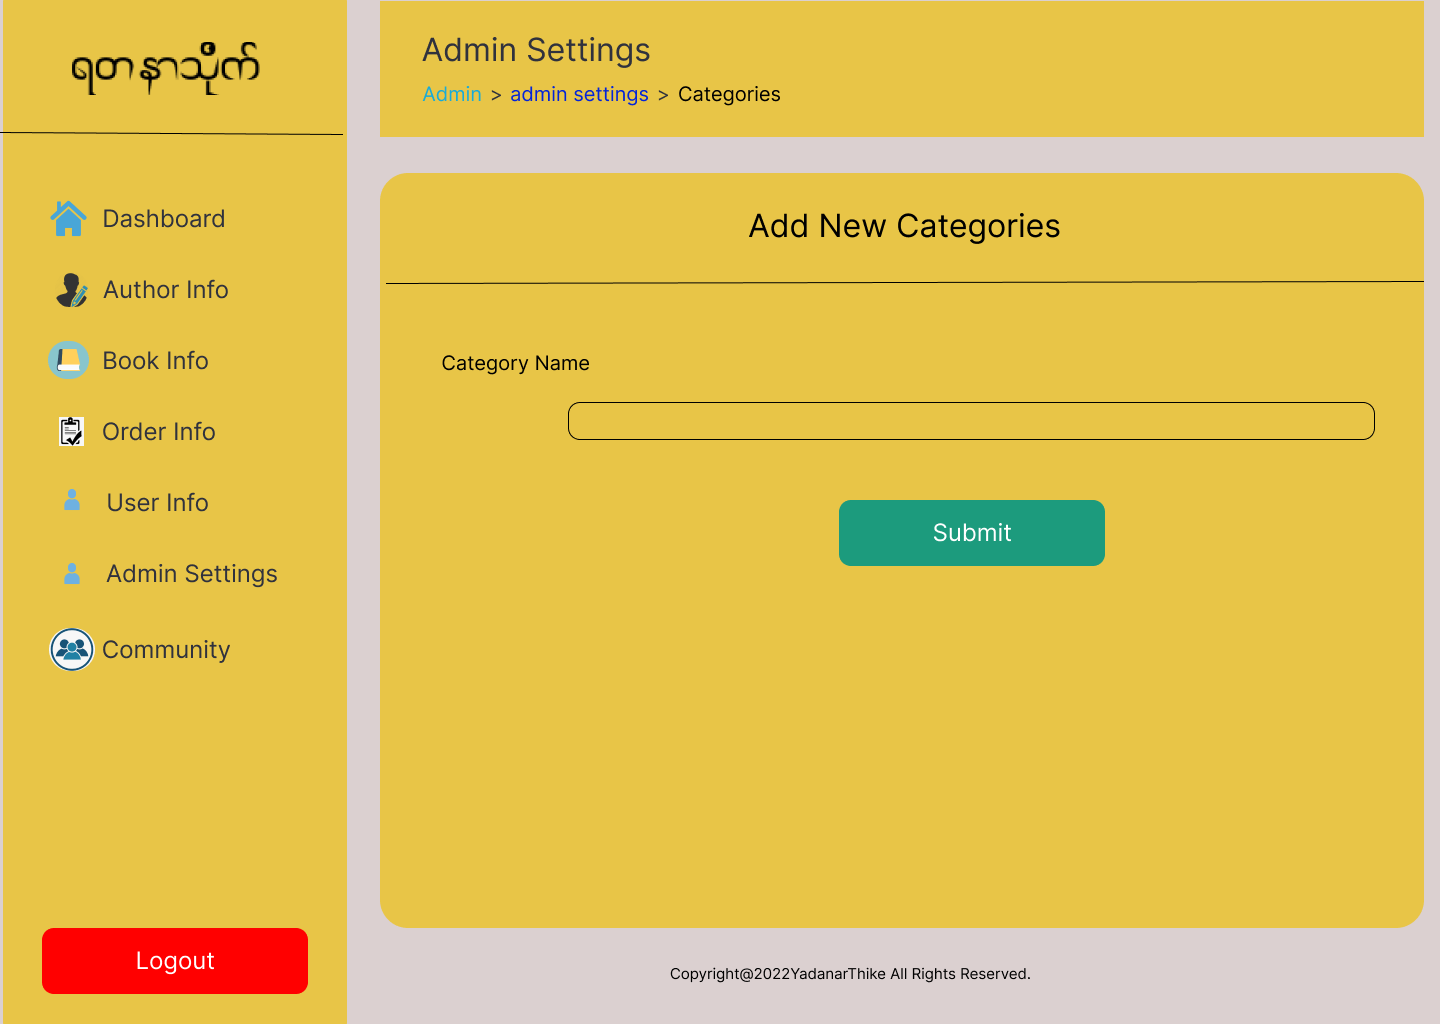 ရတနာသိုက်
Dashboard
Author Info
Book Info
Order Info
User Info
Admin Settings
Community
Logout
Admin Settings
Admin > admin settings > Categories
Add New Categories
Category Name
Submit
Copyright@2022YadanarThike All Rights Reserved.